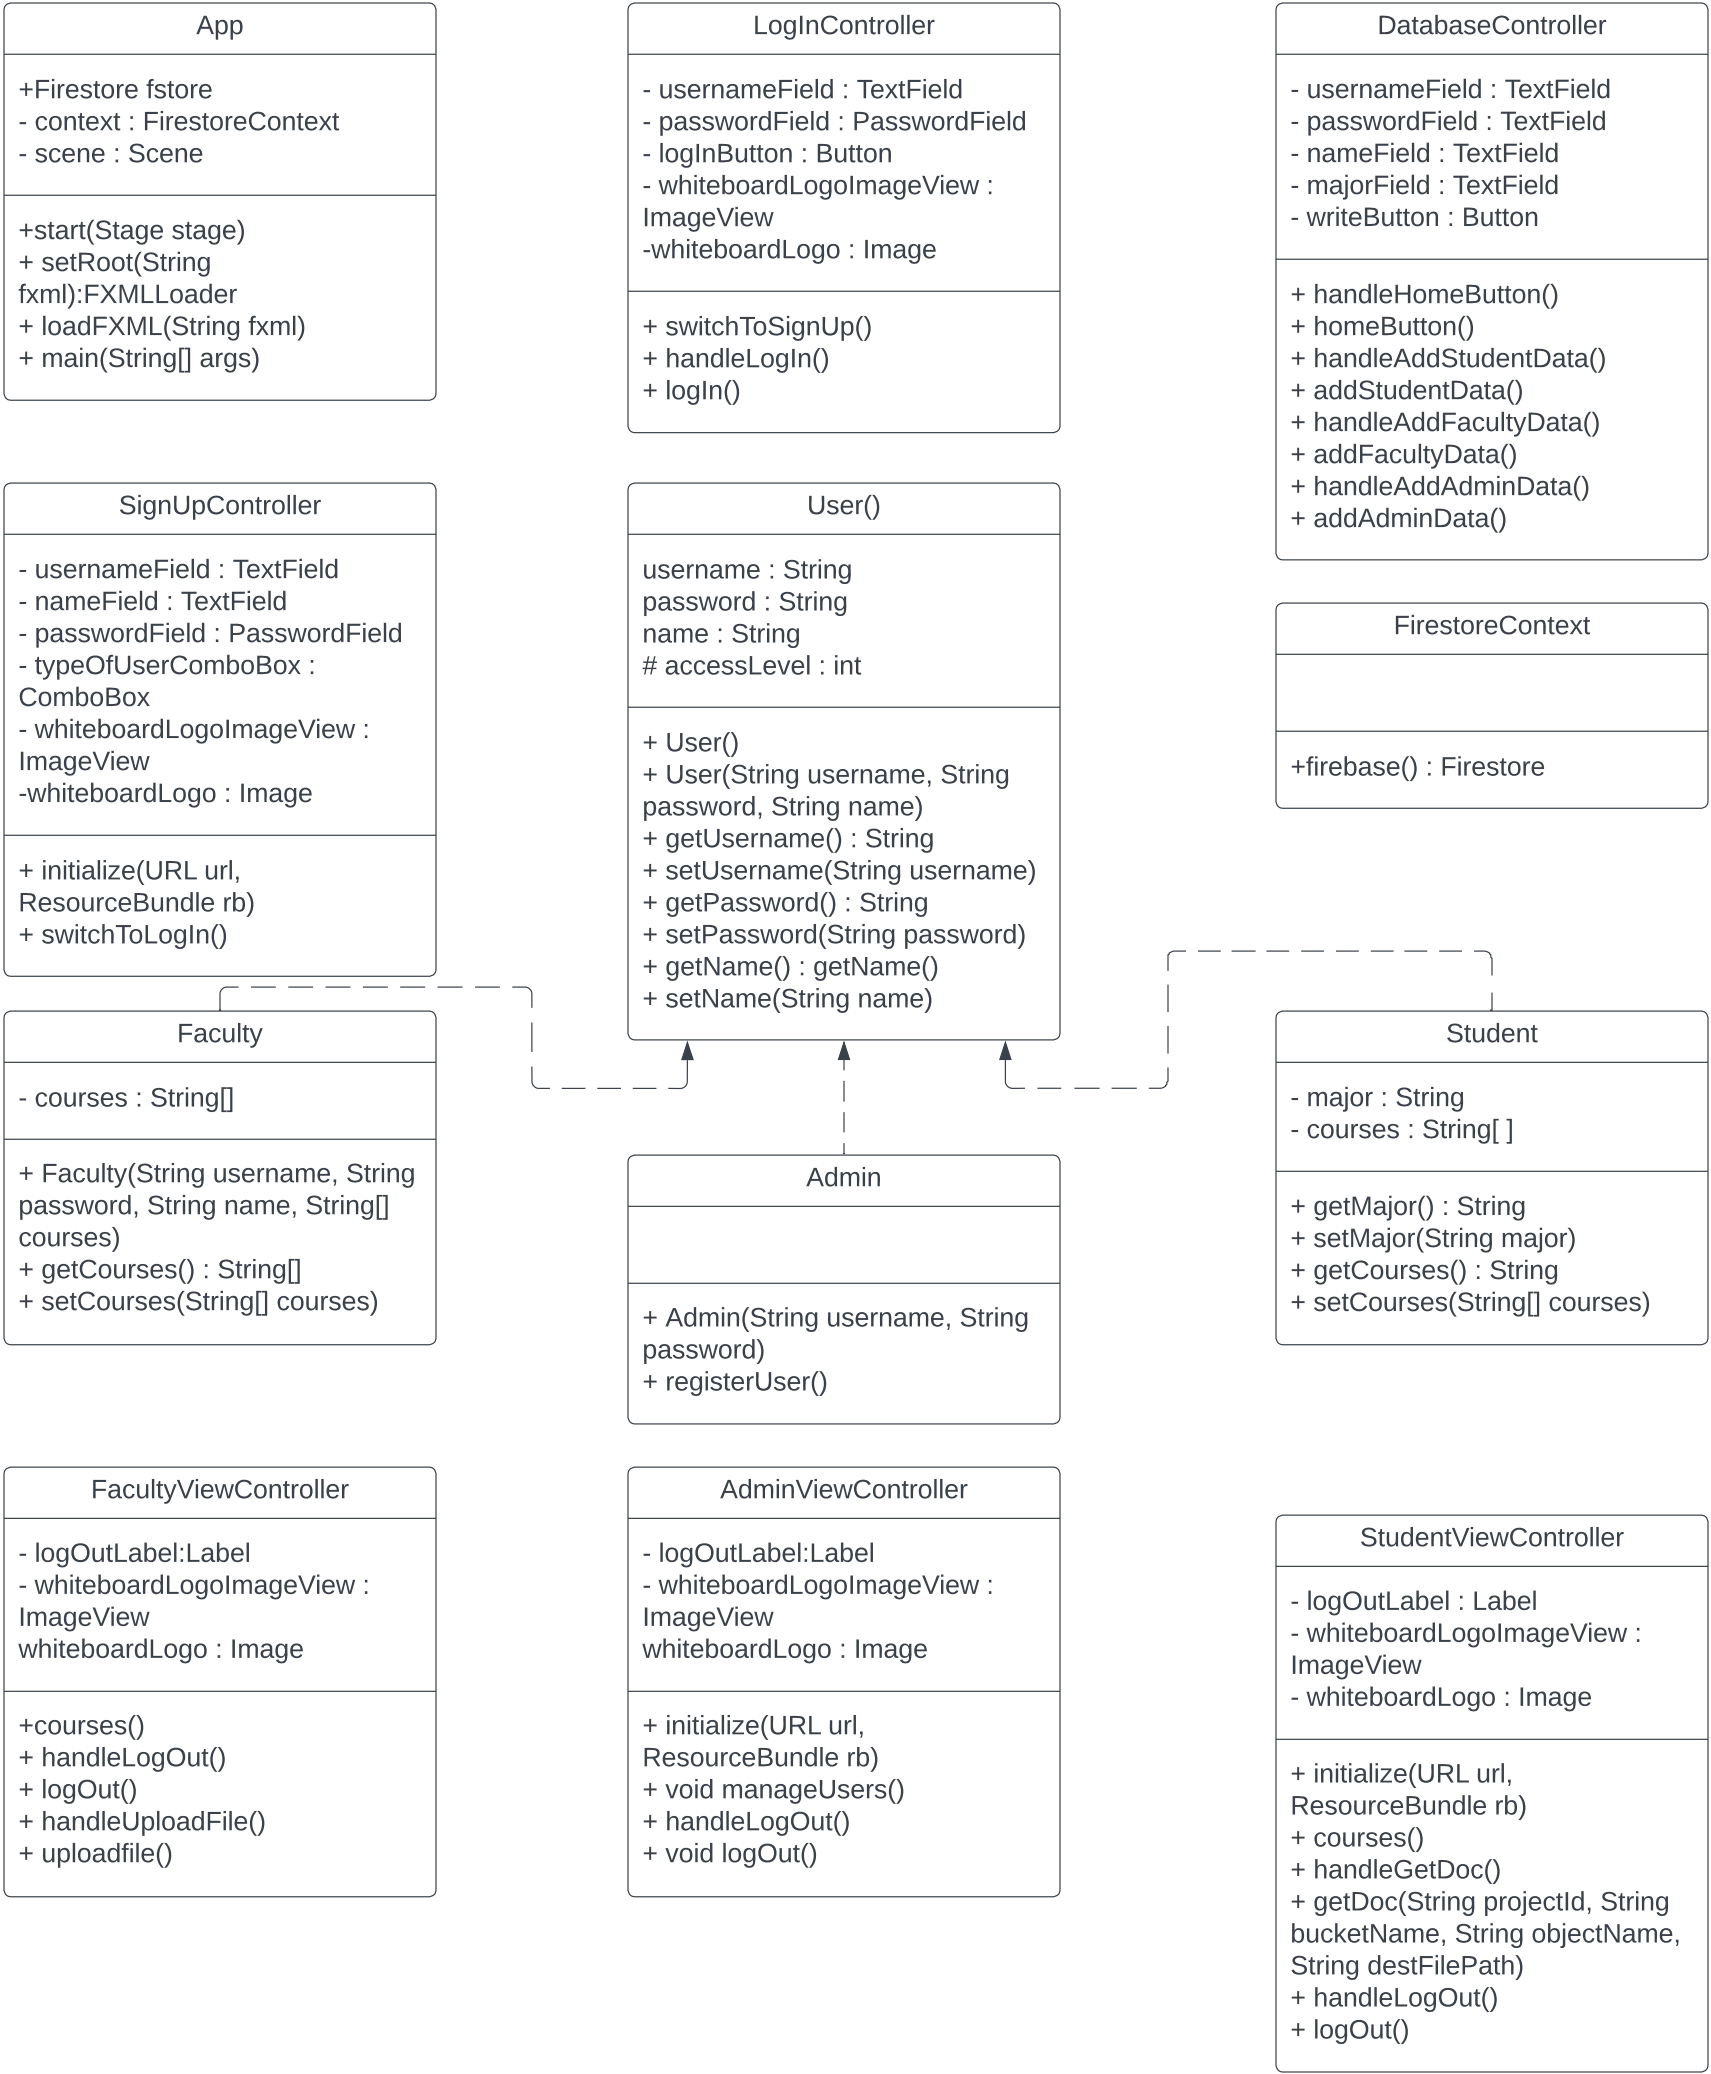 App
+Firestore fstore
- context : FirestoreContext
- scene : Scene
+start(Stage stage)
+ setRoot(String
fxml):FXMLLoader
+ loadFXML(String fxml)
+ main(String[] args)
LogInController
- usernameField : TextField
- passwordField : PasswordField
- logInButton : Button
- whiteboardLogoImageView :
ImageView
-whiteboardLogo : Image
+ switchToSignUp()
+ handleLogIn()
+ logIn()
DatabaseController
- usernameField : TextField
- passwordField : TextField
- nameField : TextField
- majorField : TextField
- writeButton : Button
+ handleHomeButton()
+ homeButton()
+ handleAddStudentData()
+ addStudentData()
+ handleAddFacultyData()
+ addFacultyData()
+ handleAddAdminData()
+ addAdminData()
SignUpController
- usernameField : TextField
- nameField : TextField
- passwordField : PasswordField
- typeOfUserComboBox :
ComboBox
- whiteboardLogoImageView :
ImageView
-whiteboardLogo : Image
+ initialize(URL url,
ResourceBundle rb)
+ switchToLogIn()
User()
username : String
password : String
name : String
# accessLevel : int
+ User()
+ User(String username, String
password, String name)
+ getUsername() : String
+ setUsername(String username)
+ getPassword() : String
+ setPassword(String password)
+ getName() : getName()
+ setName(String name)
FirestoreContext
+firebase() : Firestore
Faculty
- courses : String[]
+ Faculty(String username, String
password, String name, String[]
courses)
+ getCourses() : String[]
+ setCourses(String[] courses)
Admin
+ Admin(String username, String
password)
+ registerUser()
Student
- major : String
- courses : String[ ]
+ getMajor() : String
+ setMajor(String major)
+ getCourses() : String
+ setCourses(String[] courses)
FacultyViewController
- logOutLabel:Label
- whiteboardLogoImageView :
ImageView
whiteboardLogo : Image
+courses()
+ handleLogOut()
+ logOut()
+ handleUploadFile()
+ uploadfile()
AdminViewController
- logOutLabel:Label
- whiteboardLogoImageView :
ImageView
whiteboardLogo : Image
+ initialize(URL url,
ResourceBundle rb)
+ void manageUsers()
+ handleLogOut()
+ void logOut()
StudentViewController
- logOutLabel : Label
- whiteboardLogoImageView :
ImageView
- whiteboardLogo : Image
+ initialize(URL url,
ResourceBundle rb)
+ courses()
+ handleGetDoc()
+ getDoc(String projectId, String
bucketName, String objectName,
String destFilePath)
+ handleLogOut()
+ logOut()